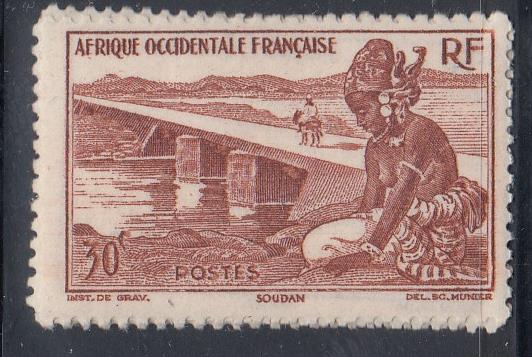 AFRIQUE OCCIDENTALE FRANÇAISE RF
30c
POSTES
INST. DE GRAV. SOUDAN DEL. SC. MUNIER